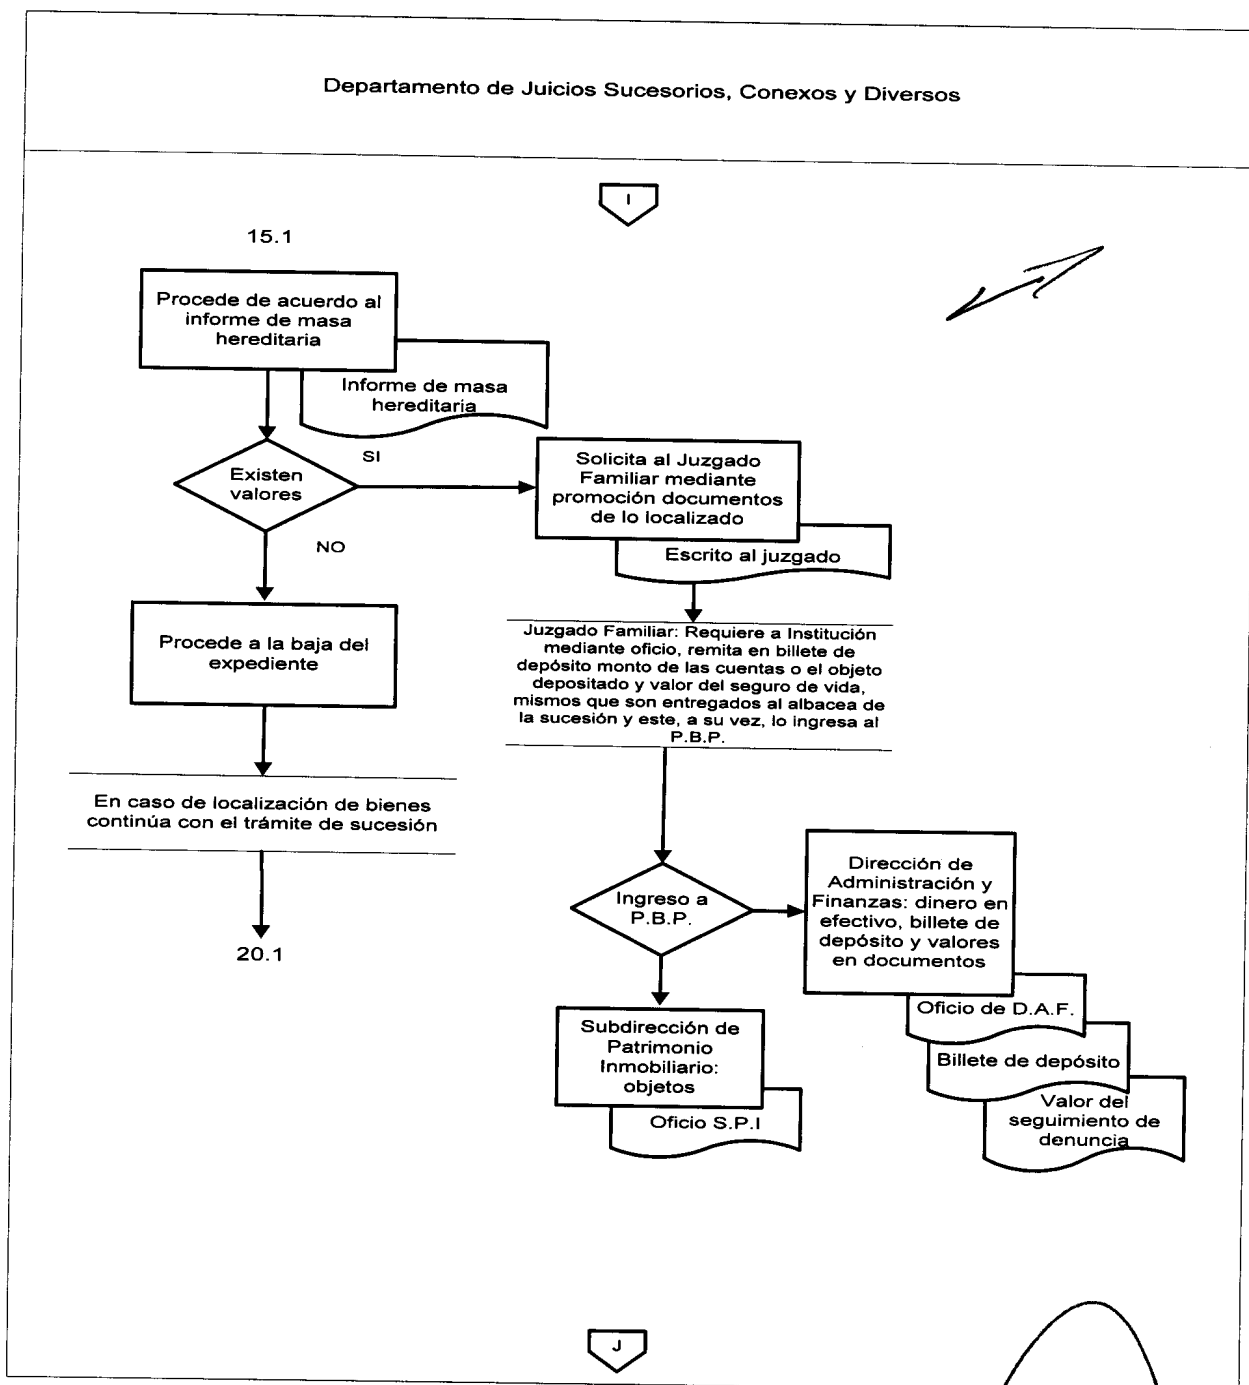 Departamento de Juicios Sucesorios, Conexos y Diversos
I
15.1
Procede de acuerdo al
informe de masa
hereditaria
Informe de masa
hereditaria
Existen
valores
SI
NO
Solicita al Juzgado
Familiar mediante
promoción documentos
de lo localizado
Escrito al juzgado
Procede a la baja del
expediente
Juzgado Familiar: Requiere a Institución
mediante oficio, remita en billete de
depósito monto de las cuentas o el objeto
depositado y valor del seguro de vida,
mismos que son entregados al albacea de
la sucesión y este, a su vez, lo ingresa al
P.B.P.
En caso de localización de bienes
continúa con el trámite de sucesión
20.1
Ingreso a
P.B.P.
Dirección de
Administración y
Finanzas: dinero en
efectivo, billete de
depósito y valores
en documentos
Oficio de D.A.F.
Billete de depósito
Valor del
seguimiento de
denuncia
Subdirección de
Patrimonio
Inmobiliario:
objetos
Oficio S.P.I
J